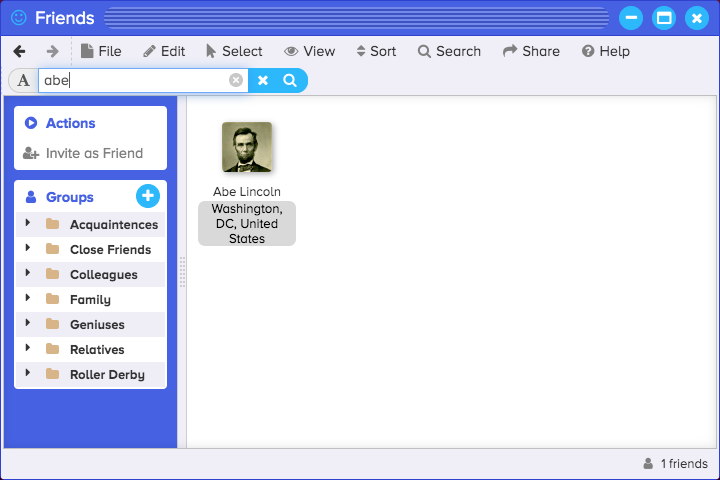 Friends
File Edit Select View Sort Search Share Help
A abe
Actions
Invite as Friend
Groups
Acquaintences
Close Friends
Colleagues
Family
Geniuses
Relatives
Roller Derby
Abe Lincoln
Washington,
DC, United
States
1 friends